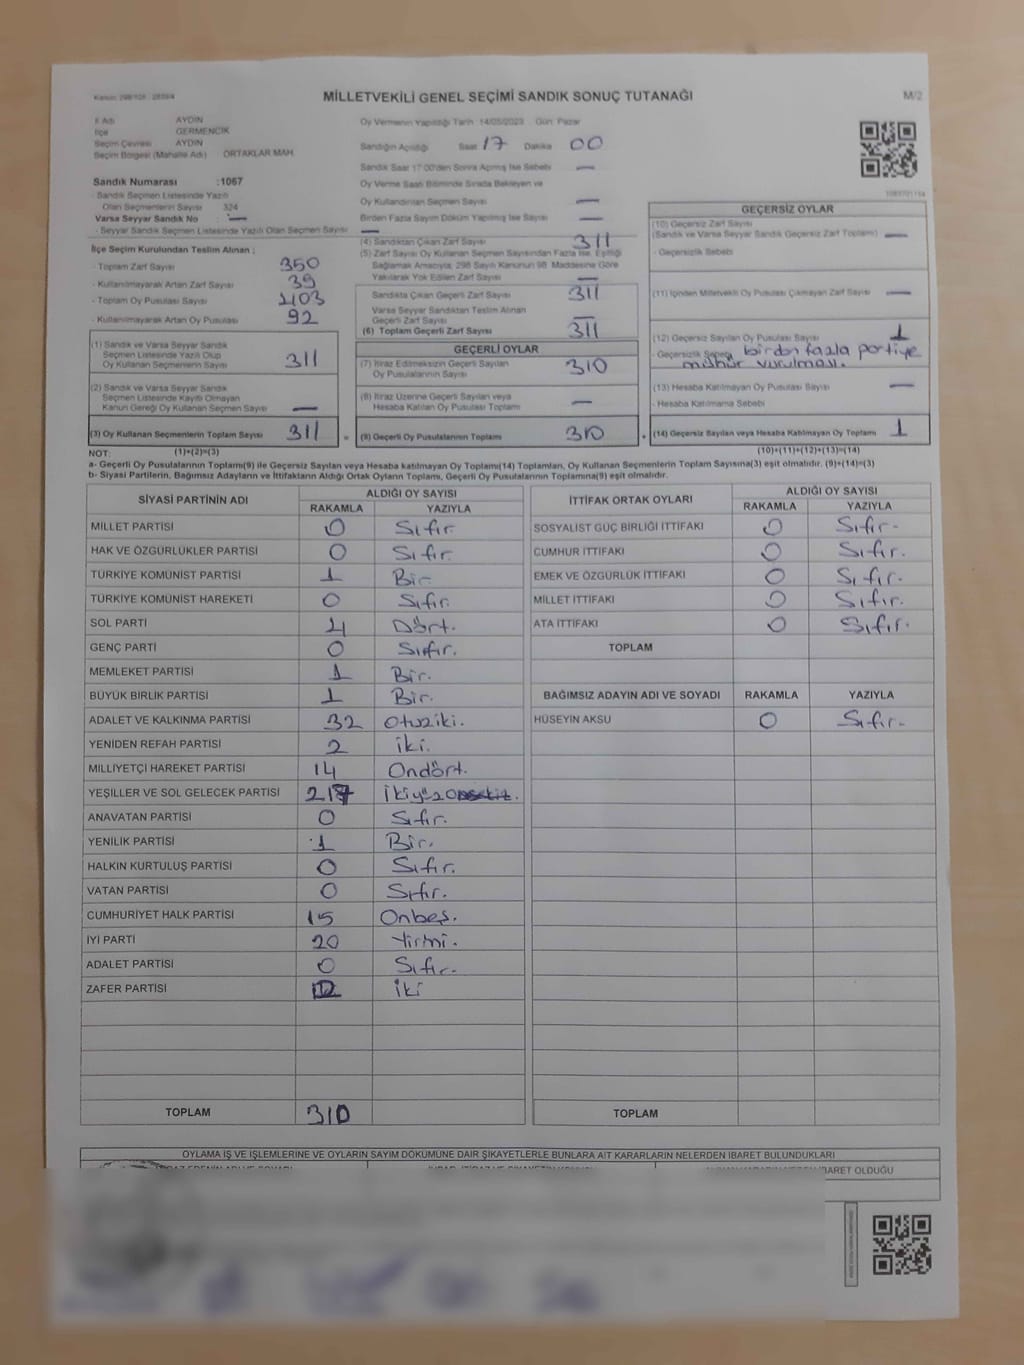 MİLLETVEKİLİ GENEL SEÇİMİ SANDIK SONUÇ TUTANAĞI
M/2
İl Adı AYDIN
İlçe GERMENCİK
Seçim Çevresi AYDIN
Seçim Bölgesi (Mahalle Adı) ORTAKLAR MAH.
Sandık Numarası :1067
- Sandık Seçmen Listesinde Yazılı
Olan Seçmenlerin Sayısı 324
Varsa Seyyar Sandık No : —
- Seyyar Sandık Seçmen Listesinde Yazılı Olan Seçmen Sayısı —
İlçe Seçim Kurulundan Teslim Alınan ;
- Toplam Zarf Sayısı 350
- Kullanılmayarak Artan Zarf Sayısı 39
- Toplam Oy Pusulası Sayısı 403
- Kullanılmayarak Artan Oy Pusulası 92
(1) Sandık ve Varsa Seyyar Sandık
Seçmen Listesinde Yazılı Olup
Oy Kullanan Seçmenlerin Sayısı 311
(2) Sandık ve Varsa Seyyar Sandık
Seçmen Listesinde Kayıtlı Olmayan
Kanun Gereği Oy Kullanan Seçmen Sayısı —
(3) Oy Kullanan Seçmenlerin Toplam Sayısı 311
Oy Vermenin Yapıldığı Tarih 14/05/2023 Gün: Pazar
Sandığın Açıldığı Saat 17 Dakika 00
Sandık Saat 17:00'den Sonra Açılmış İse Sebebi —
Oy Verme Saati Bitiminde Sırada Bekleyen ve
Oy Kullandırılan Seçmen Sayısı —
Birden Fazla Sayım Döküm Yapılmış İse Sayısı —
(4) Sandıktan Çıkan Zarf Sayısı 311
(5) Zarf Sayısı Oy Kullanan Seçmen Sayısından Fazla İse, Eşitliği
Sağlamak Amacıyla, 298 Sayılı Kanunun 98. Maddesine Göre
Yakılarak Yok Edilen Zarf Sayısı —
Sandıkta Çıkan Geçerli Zarf Sayısı 311
Varsa Seyyar Sandıktan Teslim Alınan
Geçerli Zarf Sayısı —
(6) Toplam Geçerli Zarf Sayısı 311
GEÇERLİ OYLAR
(7) İtiraz Edilmeksizin Geçerli Sayılan
Oy Pusulalarının Sayısı 310
(8) İtiraz Üzerine Geçerli Sayılan veya
Hesaba Katılan Oy Pusulası Toplamı —
(9) Geçerli Oy Pusulalarının Toplamı 310
GEÇERSİZ OYLAR
(10) Geçersiz Zarf Sayısı
(Sandık ve Varsa Seyyar Sandık Geçersiz Zarf Toplamı) —
- Geçersizlik Sebebi
(11) İçinden Milletvekili Oy Pusulası Çıkmayan Zarf Sayısı —
(12) Geçersiz Sayılan Oy Pusulası Sayısı 1
- Geçersizlik Sebebi birden fazla partiye
mühür vurulması.
(13) Hesaba Katılmayan Oy Pusulası Sayısı —
- Hesaba Katılmama Sebebi
(14) Geçersiz Sayılan veya Hesaba Katılmayan Oy Toplamı 1
NOT: (1)+(2)=(3) (10)+(11)+(12)+(13)=(14)
a- Geçerli Oy Pusulalarının Toplamı(9) ile Geçersiz Sayılan veya Hesaba katılmayan Oy Toplamı(14) Toplamları, Oy Kullanan Seçmenlerin Toplam Sayısına(3) eşit olmalıdır. (9)+(14)=(3)
b- Siyasi Partilerin, Bağımsız Adayların ve İttifakların Aldığı Ortak Oyların Toplamı, Geçerli Oy Pusulalarının Toplamına(9) eşit olmalıdır.
SİYASİ PARTİNİN ADI ALDIĞI OY SAYISI
RAKAMLA YAZIYLA
MİLLET PARTİSİ 0 Sıfır.
HAK VE ÖZGÜRLÜKLER PARTİSİ 0 Sıfır.
TÜRKİYE KOMÜNİST PARTİSİ 1 Bir.
TÜRKİYE KOMÜNİST HAREKETİ 0 Sıfır.
SOL PARTİ 4 Dört.
GENÇ PARTİ 0 Sıfır.
MEMLEKET PARTİSİ 1 Bir.
BÜYÜK BİRLİK PARTİSİ 1 Bir.
ADALET VE KALKINMA PARTİSİ 32 Otuziki.
YENİDEN REFAH PARTİSİ 2 iki.
MİLLİYETÇİ HAREKET PARTİSİ 14 Ondört.
YEŞİLLER VE SOL GELECEK PARTİSİ 217 İkiyüz
ANAVATAN PARTİSİ 0 Sıfır.
YENİLİK PARTİSİ 1 Bir.
HALKIN KURTULUŞ PARTİSİ 0 Sıfır.
VATAN PARTİSİ 0 Sıfır.
CUMHURİYET HALK PARTİSİ 15 Onbeş.
İYİ PARTİ 20 Yirmi.
ADALET PARTİSİ 0 Sıfır.
ZAFER PARTİSİ 2 İki
TOPLAM 310
İTTİFAK ORTAK OYLARI ALDIĞI OY SAYISI
RAKAMLA YAZIYLA
SOSYALİST GÜÇ BİRLİĞİ İTTİFAKI 0 Sıfır.
CUMHUR İTTİFAKI 0 Sıfır.
EMEK VE ÖZGÜRLÜK İTTİFAKI 0 Sıfır.
MİLLET İTTİFAKI 0 Sıfır.
ATA İTTİFAKI 0 Sıfır.
TOPLAM
BAĞIMSIZ ADAYIN ADI VE SOYADI RAKAMLA YAZIYLA
HÜSEYİN AKSU 0 Sıfır.
TOPLAM
OYLAMA İŞ VE İŞLEMLERİNE VE OYLARIN SAYIM DÖKÜMÜNE DAİR ŞİKAYETLERLE BUNLARA AİT KARARLARIN NELERDEN İBARET BULUNDUKLARI
İBARET OLDUĞU